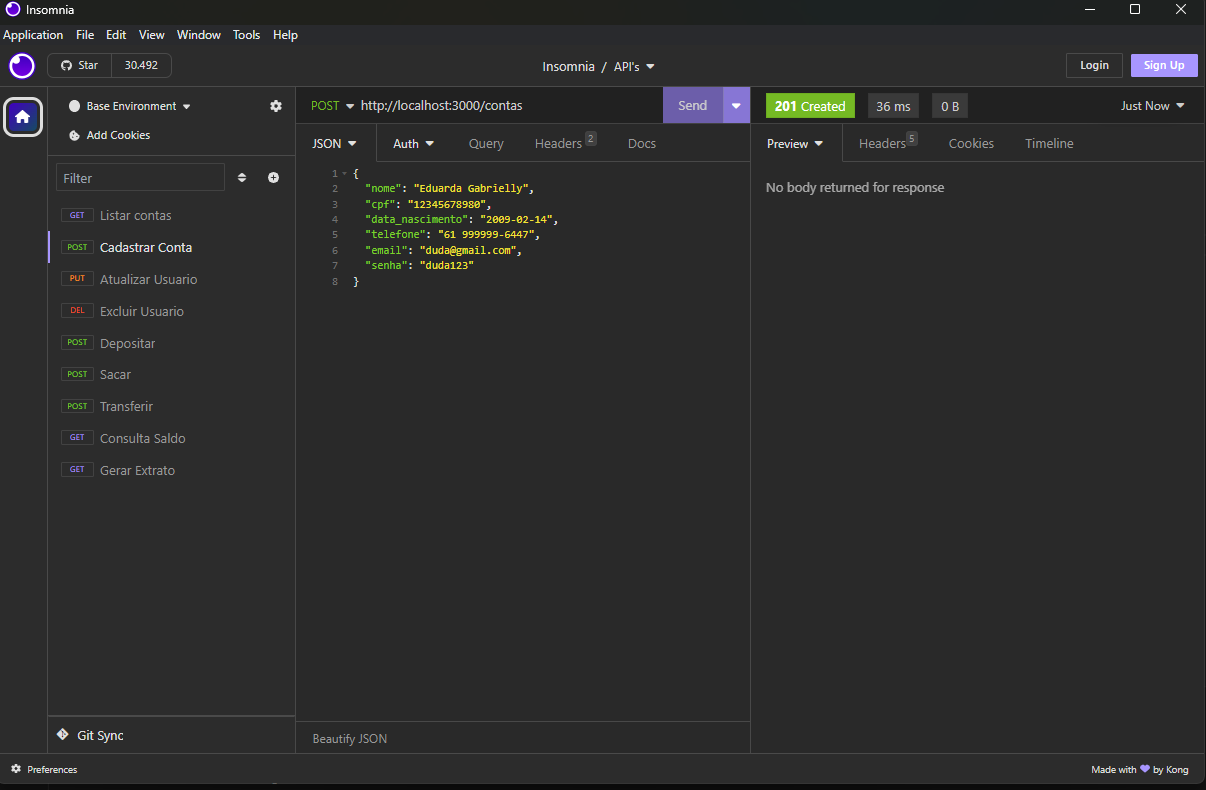 Insomnia
Application File Edit View Window Tools Help
Star 30.492
Insomnia / API's
Login Sign Up
Base Environment
Add Cookies
Filter
GET Listar contas
POST Cadastrar Conta
PUT Atualizar Usuario
DEL Excluir Usuario
POST Depositar
POST Sacar
POST Transferir
GET Consulta Saldo
GET Gerar Extrato
Git Sync
POST http://localhost:3000/contas Send
JSON Auth Query Headers 2 Docs
1 {
2 "nome": "Eduarda Gabrielly",
3 "cpf": "12345678980",
4 "data_nascimento": "2009-02-14",
5 "telefone": "61 999999-6447",
6 "email": "duda@gmail.com",
7 "senha": "duda123"
8 }
Beautify JSON
201 Created 36 ms 0 B Just Now
Preview Headers 5 Cookies Timeline
No body returned for response
Preferences
Made with by Kong